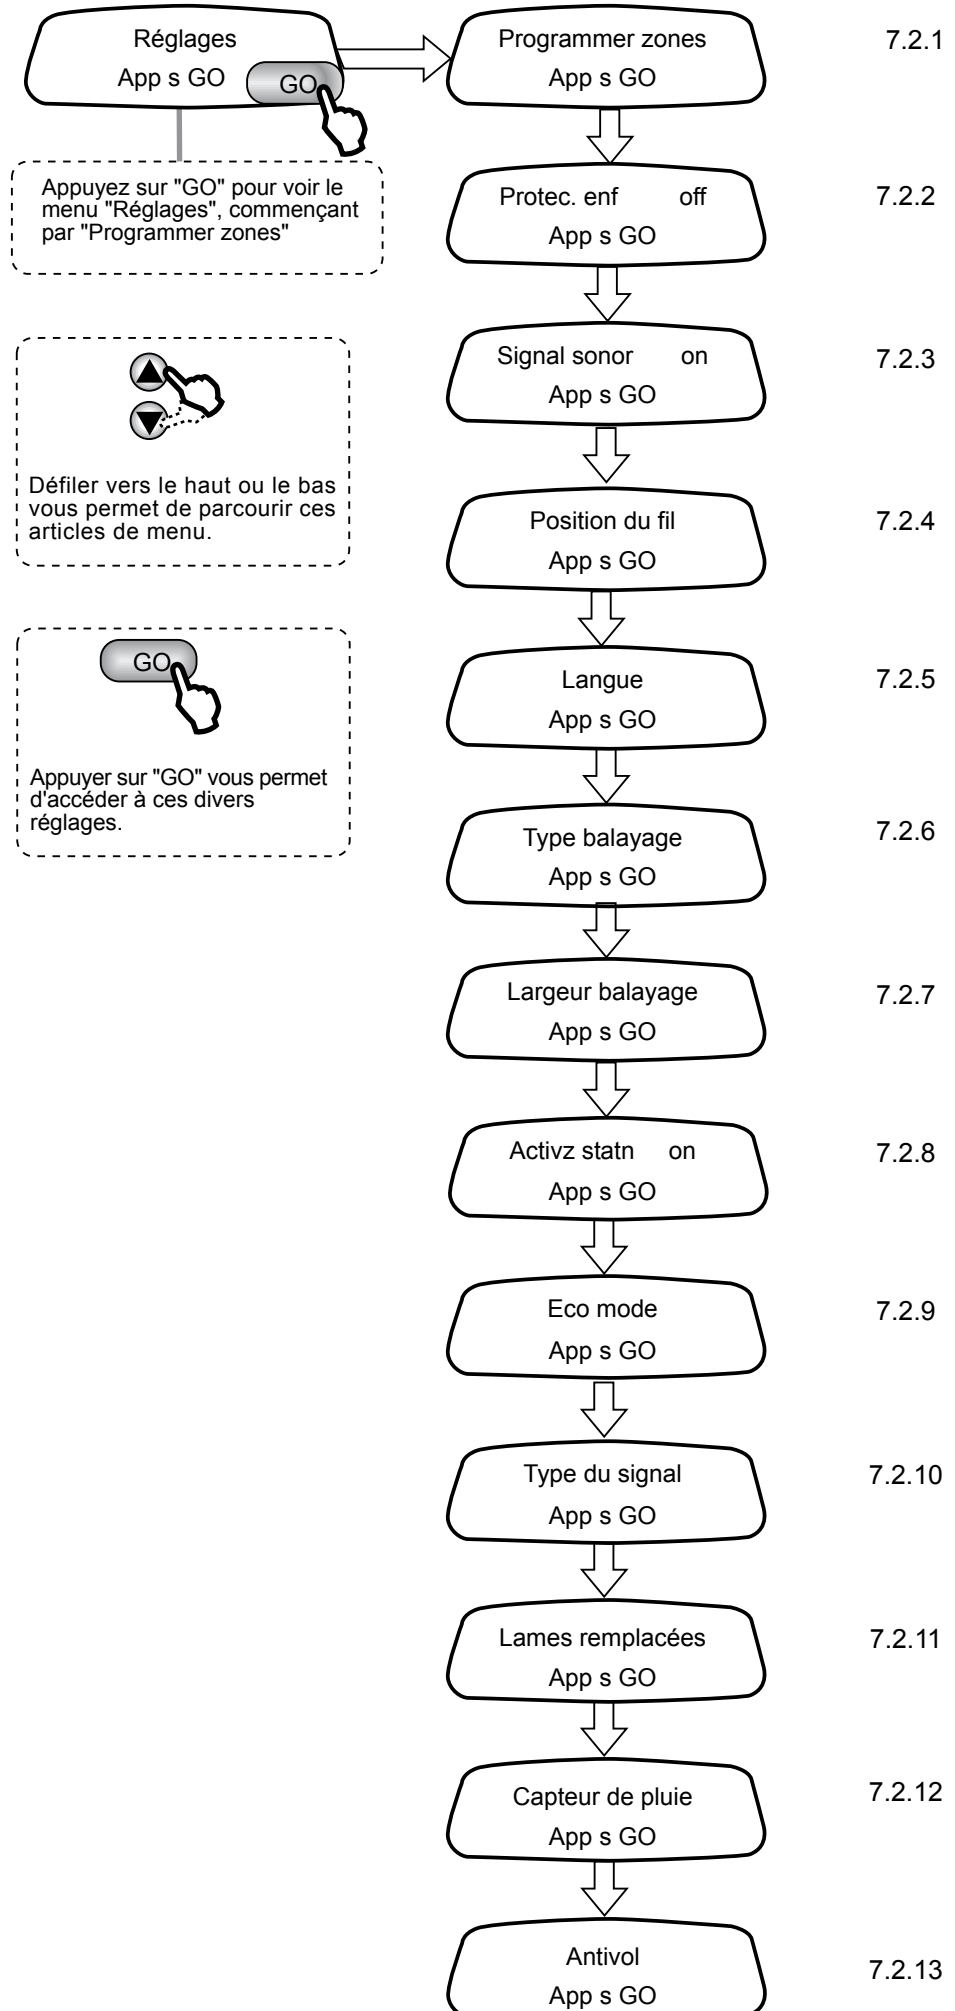 Réglages
App s GO
GO
Programmer zones
App s GO
7.2.1
Appuyez sur "GO" pour voir le
menu "Réglages", commençant
par "Programmer zones"
Protec. enf off
App s GO
7.2.2
Signal sonor on
App s GO
7.2.3
Défiler vers le haut ou le bas
vous permet de parcourir ces
articles de menu.
Position du fil
App s GO
7.2.4
GO
Appuyer sur "GO" vous permet
d'accéder à ces divers
réglages.
Langue
App s GO
7.2.5
Type balayage
App s GO
7.2.6
Largeur balayage
App s GO
7.2.7
Activz statn on
App s GO
7.2.8
Eco mode
App s GO
7.2.9
Type du signal
App s GO
7.2.10
Lames remplacées
App s GO
7.2.11
Capteur de pluie
App s GO
7.2.12
Antivol
App s GO
7.2.13